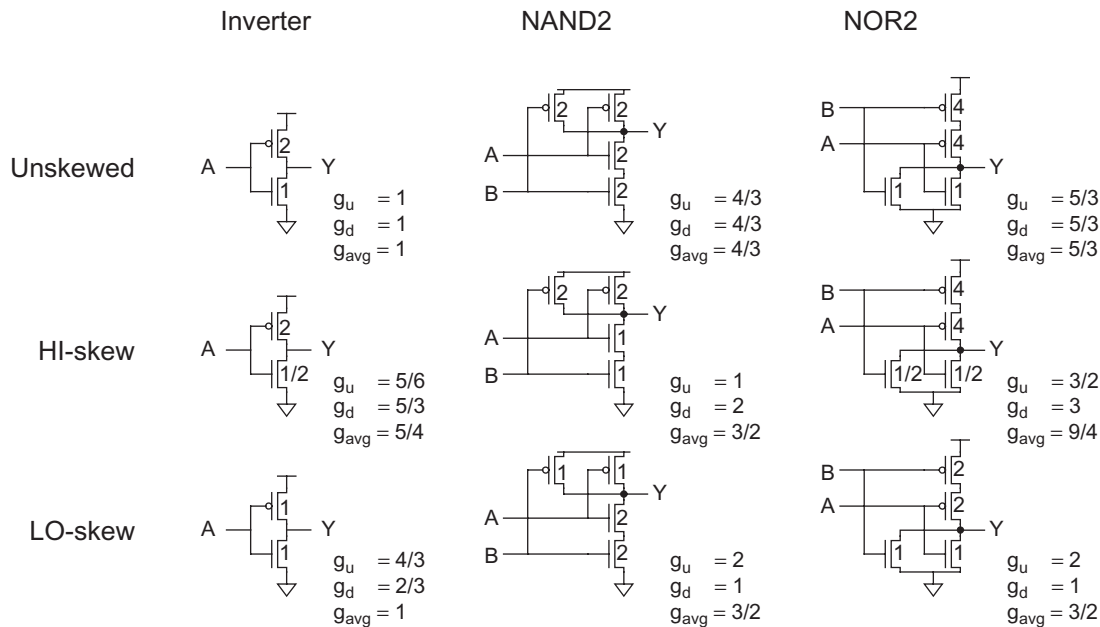 Inverter NAND2 NOR2
Unskewed
A
2
1
Y
g_u = 1
g_d = 1
g_avg = 1
A
B
2
2
2
2
Y
g_u = 4/3
g_d = 4/3
g_avg = 4/3
B
A
4
4
1
1
Y
g_u = 5/3
g_d = 5/3
g_avg = 5/3
HI-skew
A
2
1/2
Y
g_u = 5/6
g_d = 5/3
g_avg = 5/4
A
B
2
2
1
1
Y
g_u = 1
g_d = 2
g_avg = 3/2
B
A
4
4
1/2
1/2
Y
g_u = 3/2
g_d = 3
g_avg = 9/4
LO-skew
A
1
1
Y
g_u = 4/3
g_d = 2/3
g_avg = 1
A
B
1
1
2
2
Y
g_u = 2
g_d = 1
g_avg = 3/2
B
A
2
2
1
1
Y
g_u = 2
g_d = 1
g_avg = 3/2